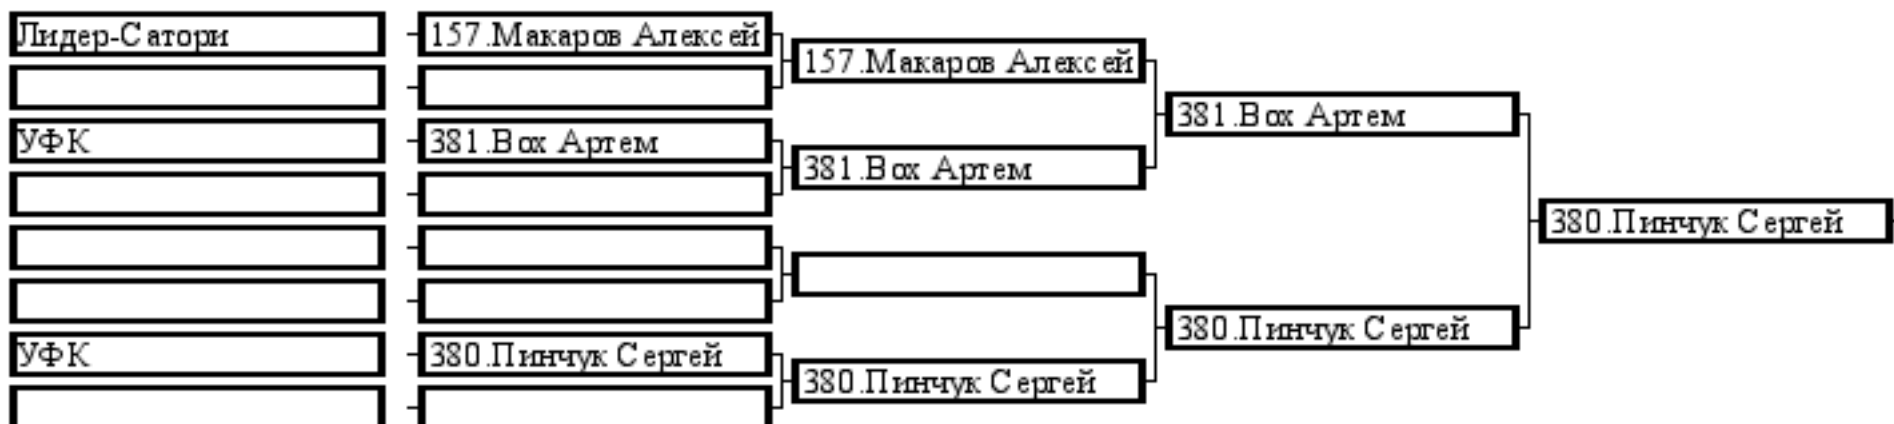 Лидер-Сатори
157.Макаров Алексей
157.Макаров Алексей
381.Вох Артем
УФК
381.Вох Артем
381.Вох Артем
380.Пинчук Сергей
380.Пинчук Сергей
УФК
380.Пинчук Сергей
380.Пинчук Сергей